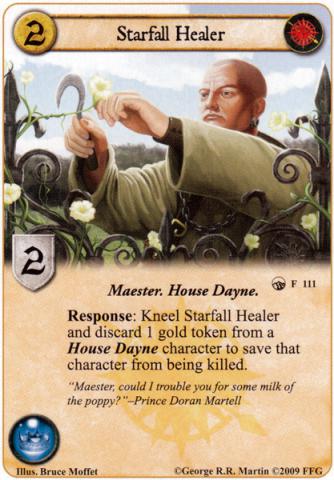 2
Starfall Healer
2
Maester. House Dayne.
F 111
Response: Kneel Starfall Healer
and discard 1 gold token from a
House Dayne character to save that
character from being killed.
"Maester, could I trouble you for some milk of
the poppy?"–Prince Doran Martell
Illus. Bruce Moffet
©George R.R. Martin ©2009 FFG